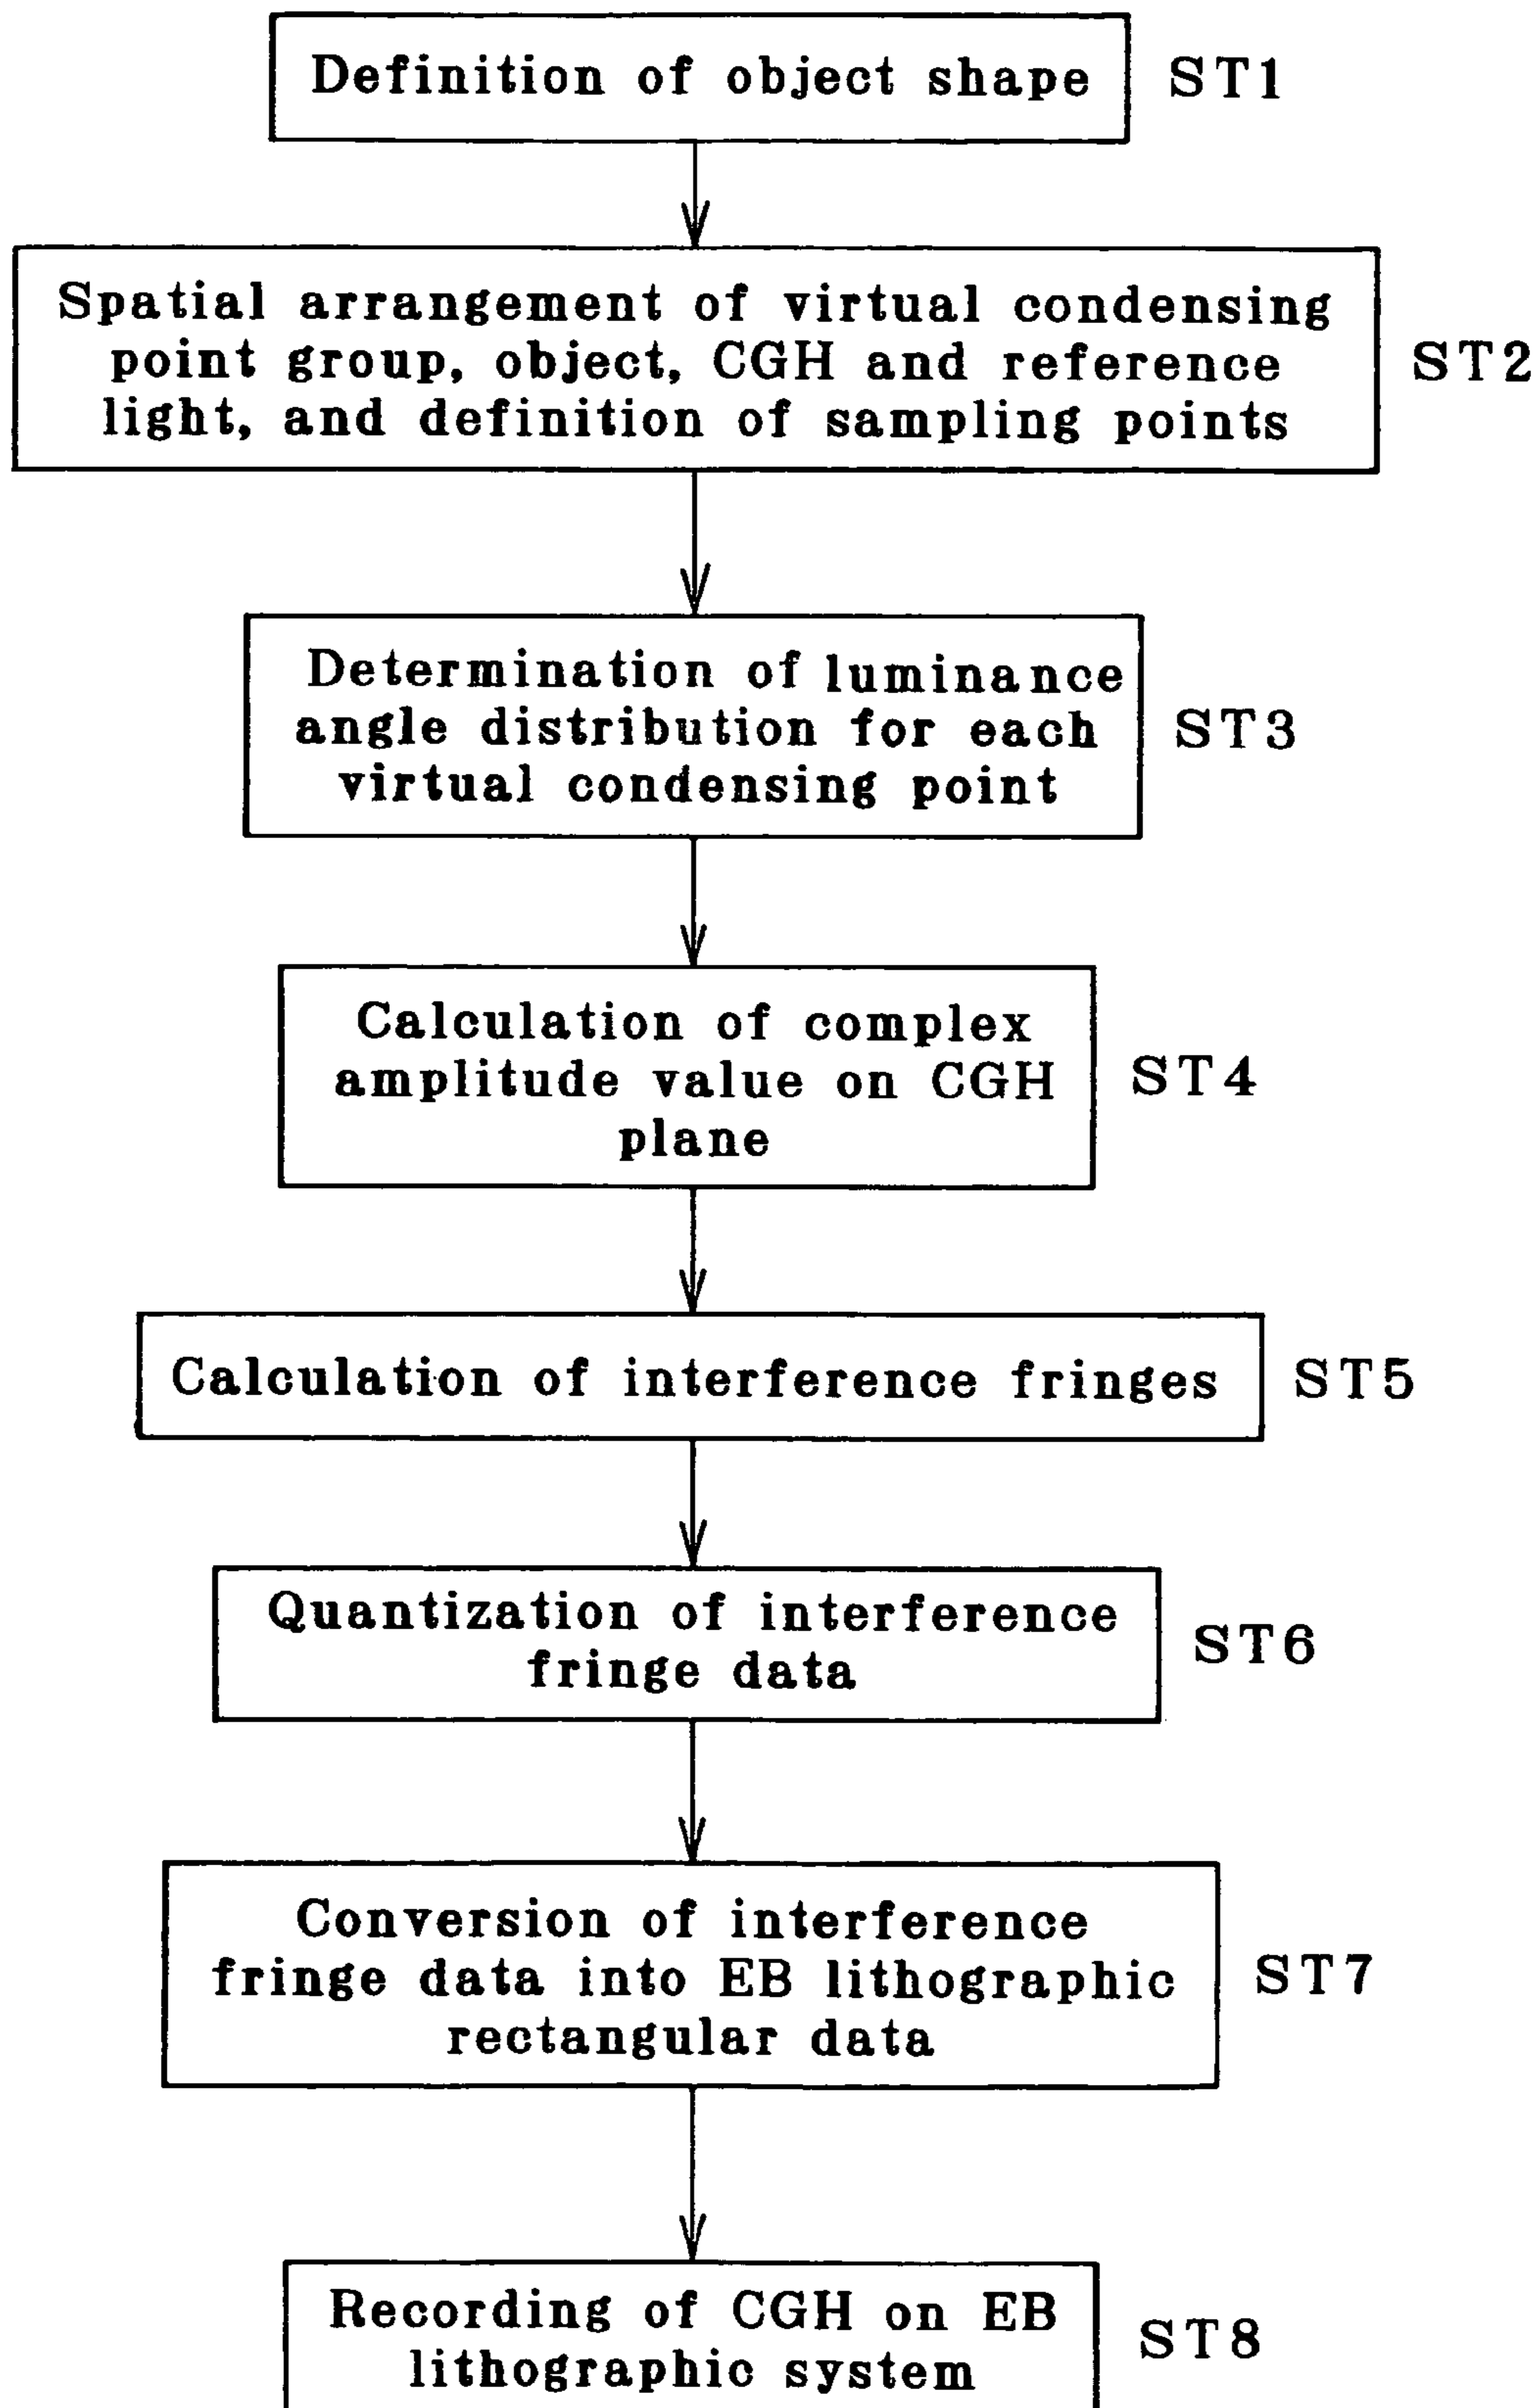 Definition of object shape ST1
Spatial arrangement of virtual condensing
point group, object, CGH and reference
light, and definition of sampling points
ST2
Determination of luminance
angle distribution for each
virtual condensing point
ST3
Calculation of complex
amplitude value on CGH
plane
ST4
Calculation of interference fringes ST5
Quantization of interference
fringe data
ST6
Conversion of interference
fringe data into EB lithographic
rectangular data
ST7
Recording of CGH on EB
lithographic system
ST8